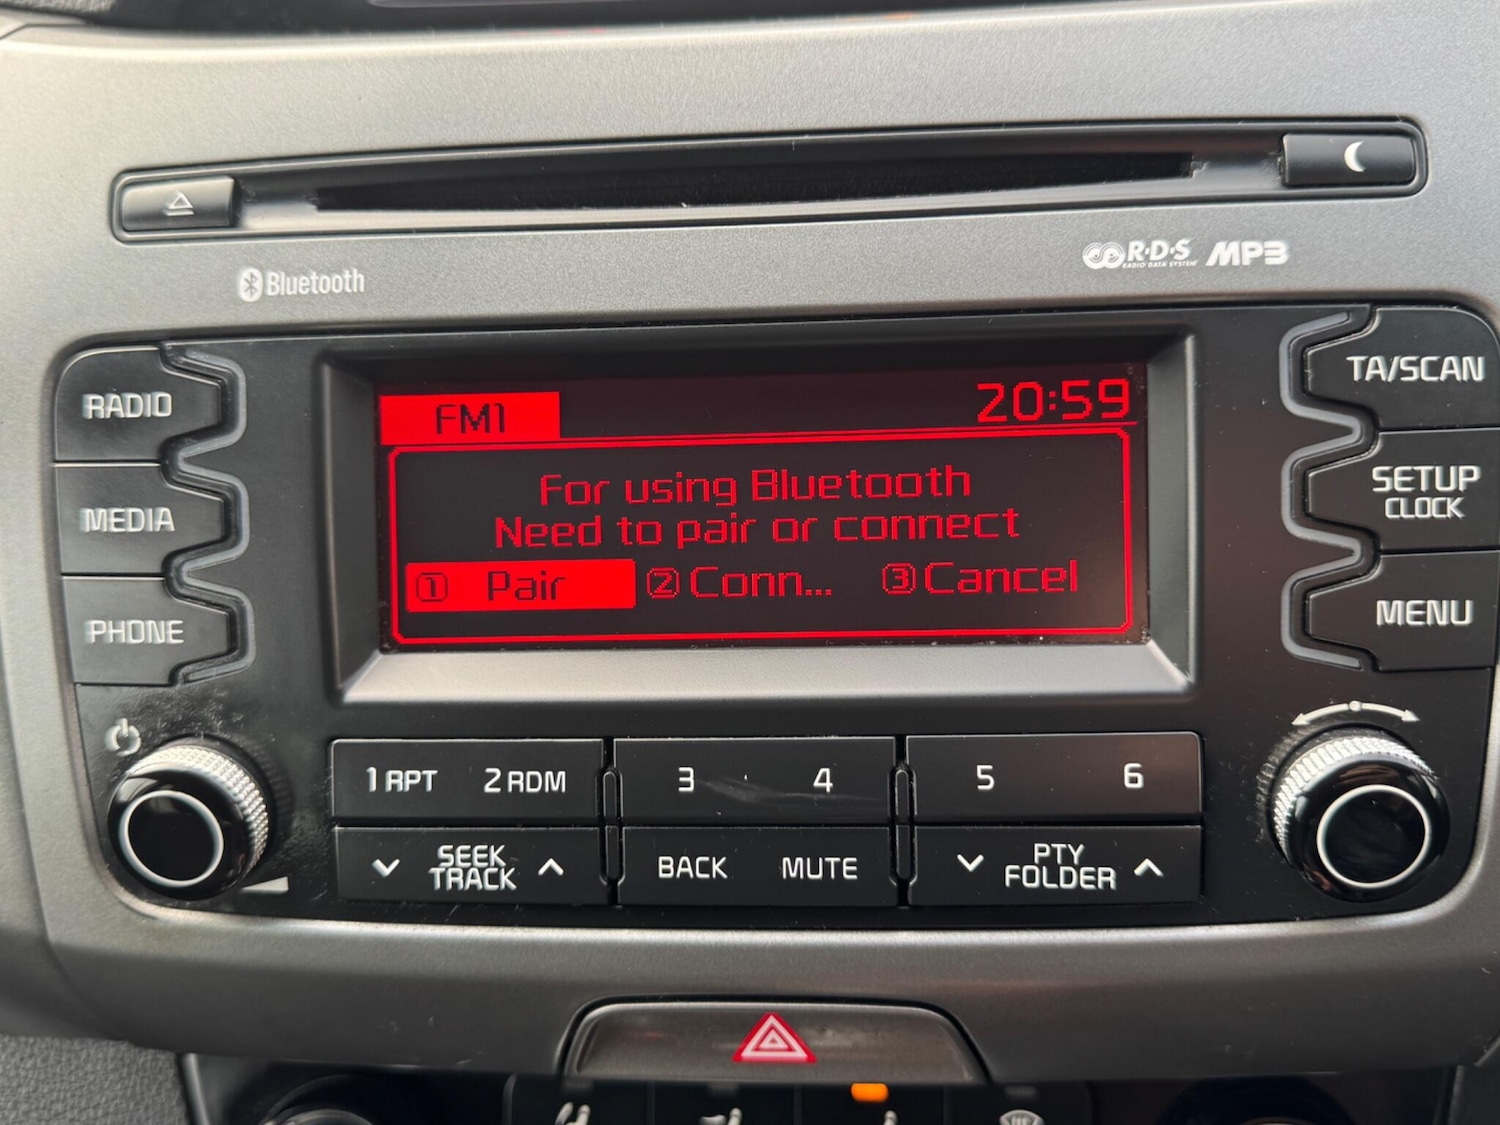 Bluetooth
R·D·S MP3
RADIO DATA SYSTEM
RADIO
MEDIA
PHONE
FM1 20:59
For using Bluetooth
Need to pair or connect
① Pair ② Conn... ③ Cancel
TA/SCAN
SETUP
CLOCK
MENU
1 RPT 2 RDM 3 4 5 6
SEEK
TRACK
BACK MUTE
PTY
FOLDER